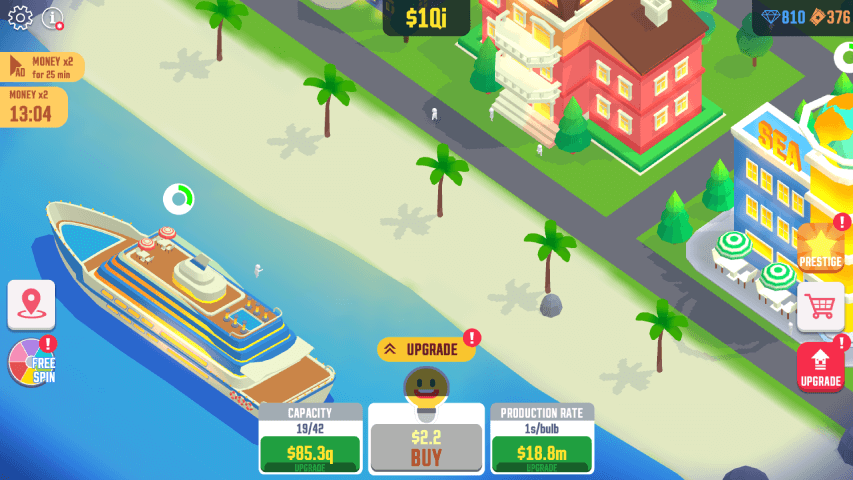 $1Qi
810
376
AD
MONEY x2
for 25 min
MONEY x2
13:04
SEA
!
PRESTIGE
!
FREE
SPIN
UPGRADE
!
!
UPGRADE
CAPACITY
19/42
$85.3q
UPGRADE
$2.2
BUY
PRODUCTION RATE
1s/bulb
$18.8m
UPGRADE